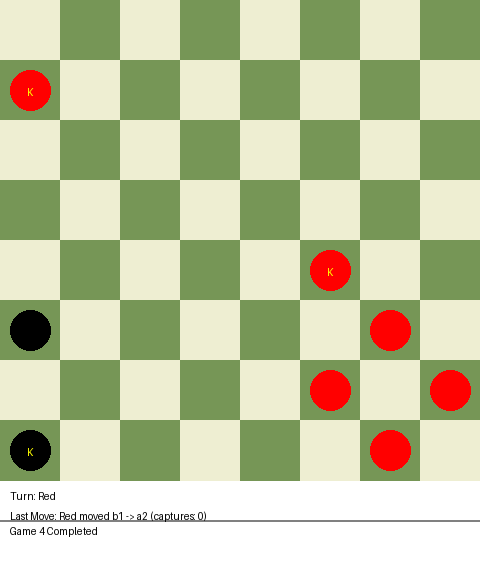 K
K
K
Turn: Red
Last Move: Red moved b1 -> a2 (captures: 0)
Game 4 Completed